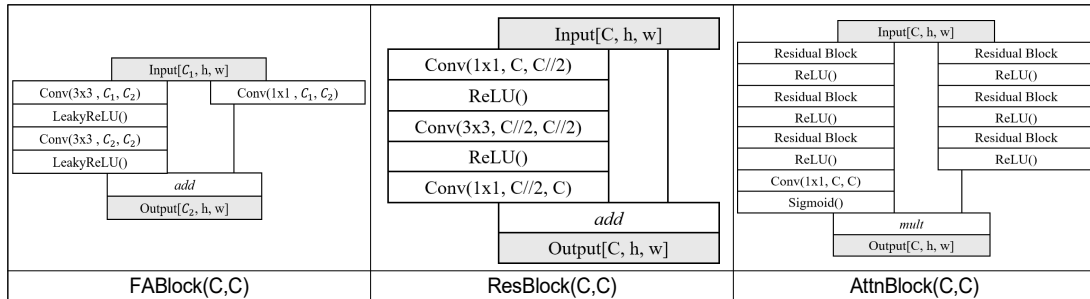 Input[C₁, h, w]
Conv(3x3 , C₁, C₂)
LeakyReLU()
Conv(3x3 , C₂, C₂)
LeakyReLU()
Conv(1x1 , C₁, C₂)
add
Output[C₂, h, w]
FABlock(C,C)
Input[C, h, w]
Conv(1x1, C, C//2)
ReLU()
Conv(3x3, C//2, C//2)
ReLU()
Conv(1x1, C//2, C)
add
Output[C, h, w]
ResBlock(C,C)
Input[C, h, w]
Residual Block
ReLU()
Residual Block
ReLU()
Residual Block
ReLU()
Conv(1x1, C, C)
Sigmoid()
Residual Block
ReLU()
Residual Block
ReLU()
Residual Block
ReLU()
mult
Output[C, h, w]
AttnBlock(C,C)